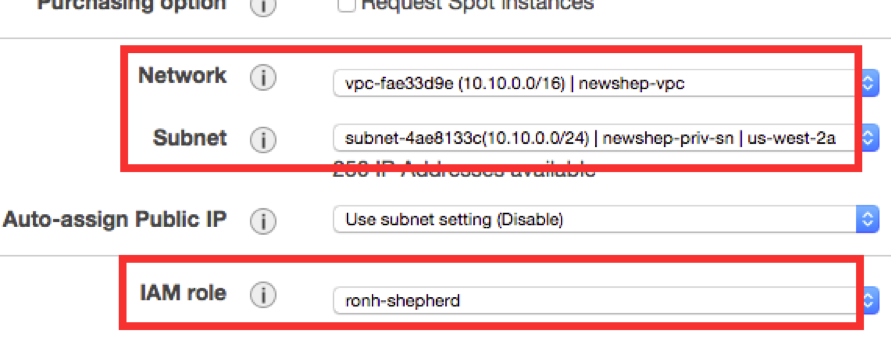 Purchasing option Request Spot instances
Network vpc-fae33d9e (10.10.0.0/16) | newshep-vpc
Subnet subnet-4ae8133c(10.10.0.0/24) | newshep-priv-sn | us-west-2a
IP Addresses available
Auto-assign Public IP Use subnet setting (Disable)
IAM role ronh-shepherd